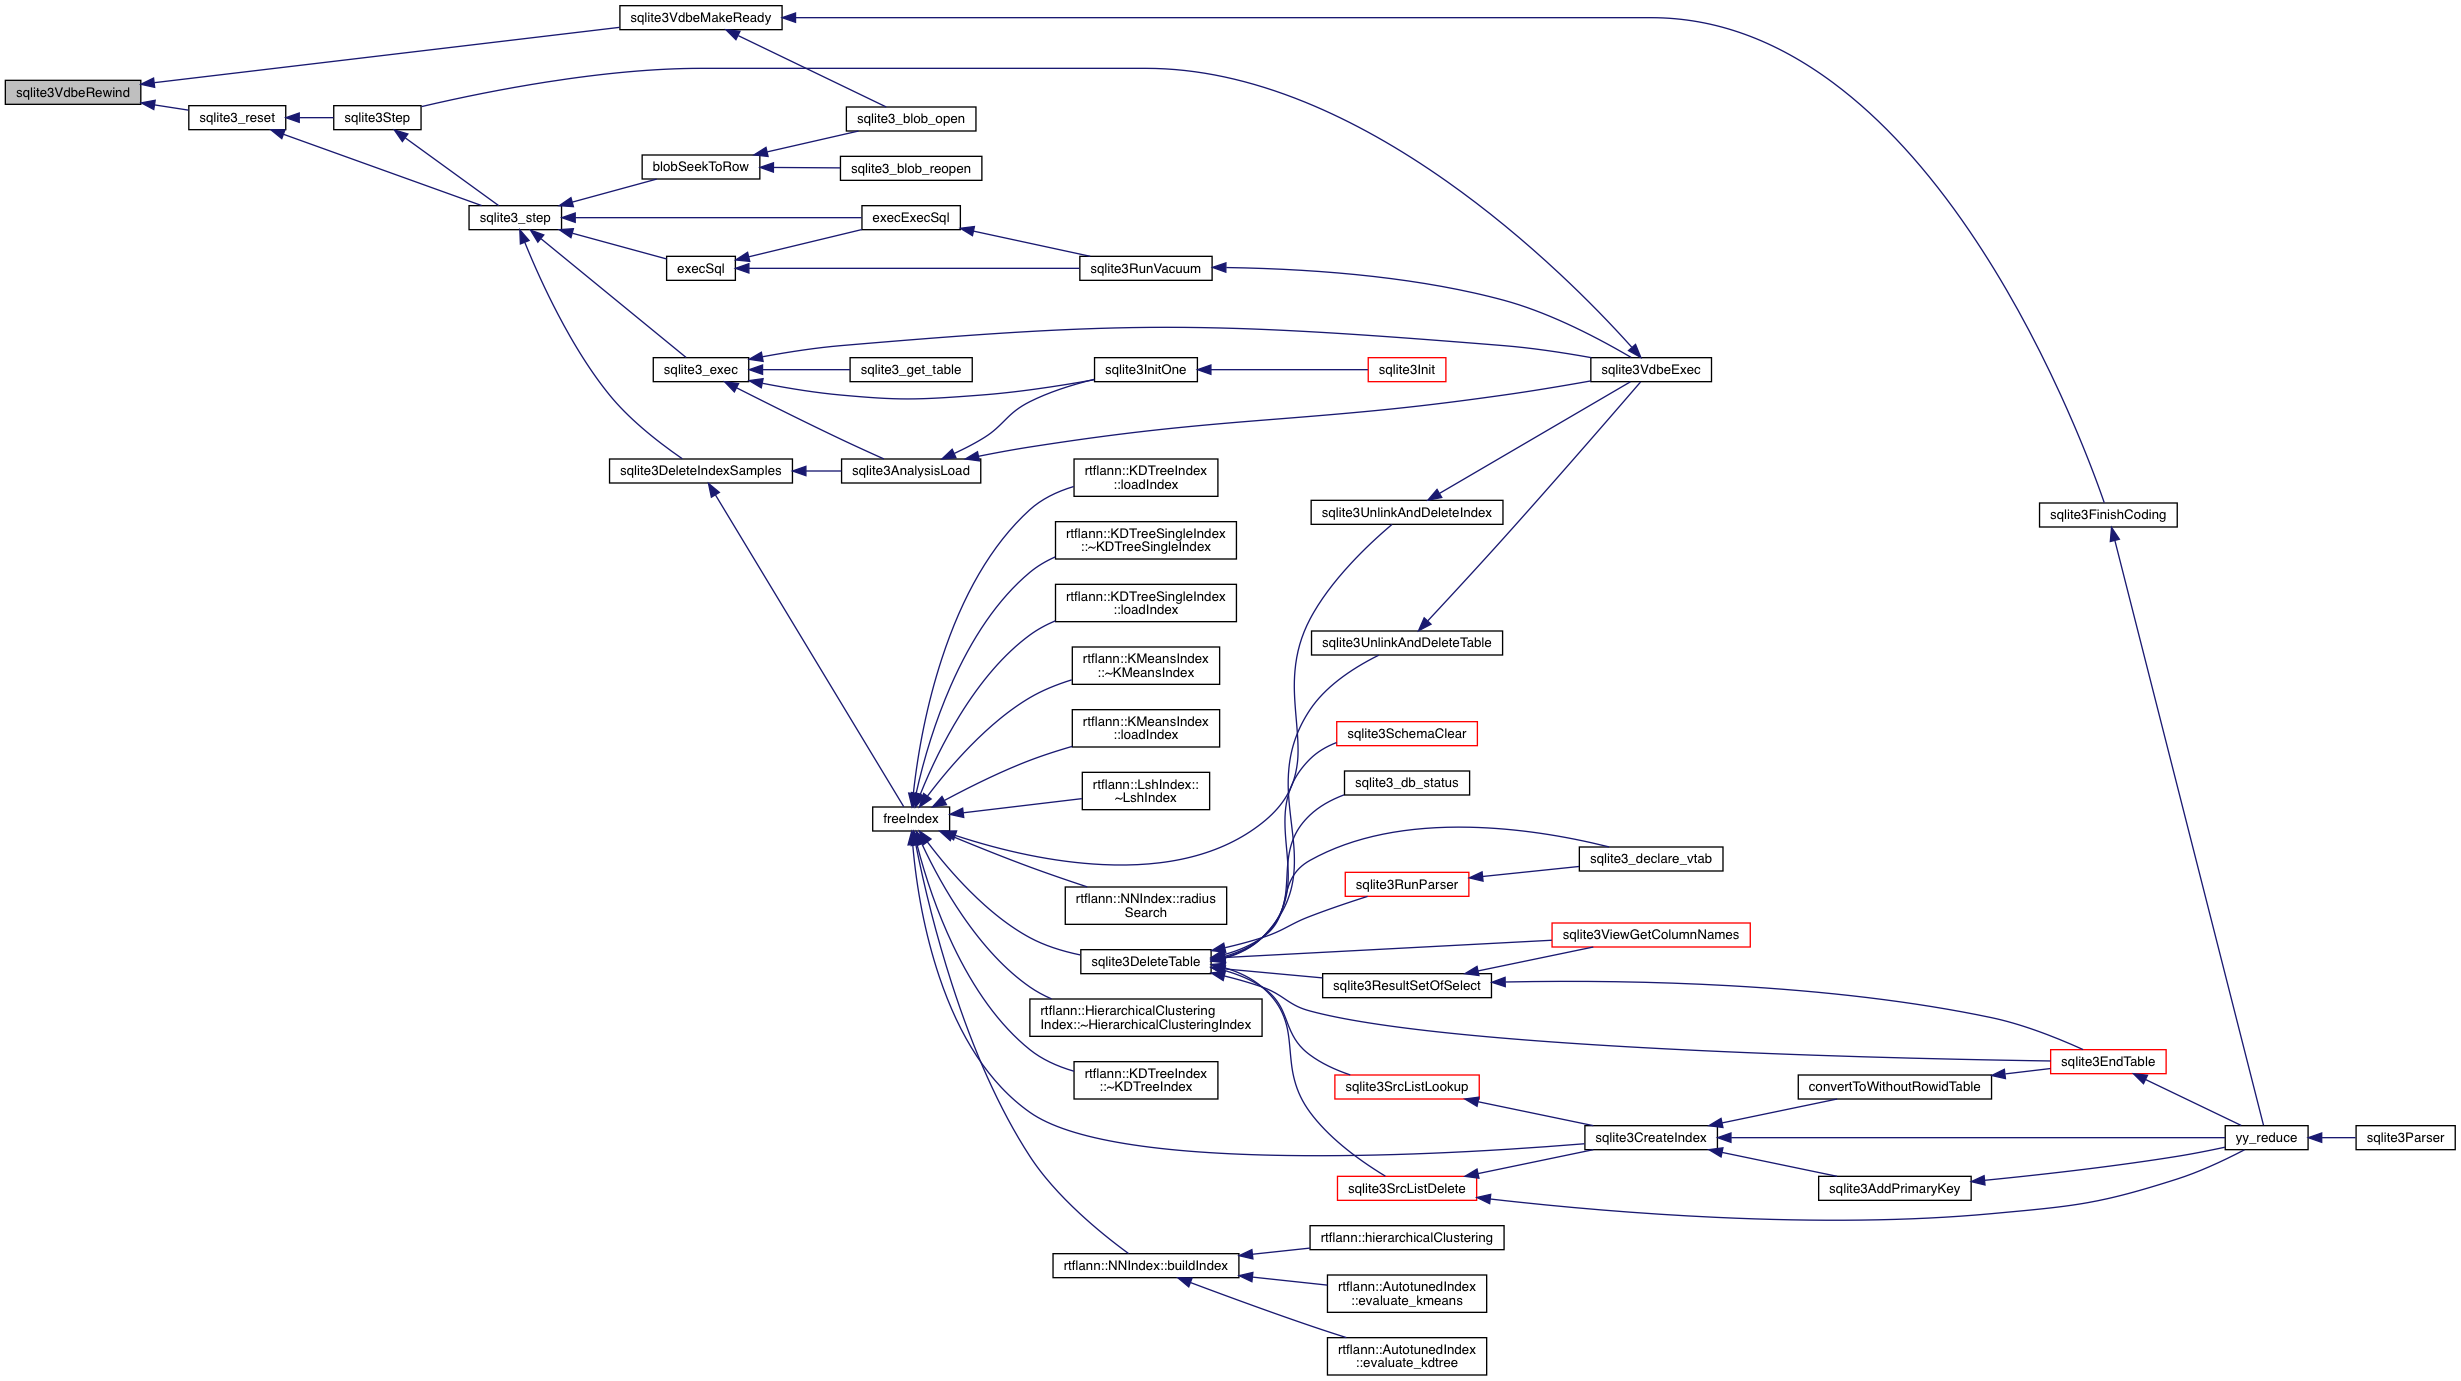 sqlite3VdbeMakeReady
sqlite3VdbeRewind
sqlite3_reset
sqlite3Step
sqlite3_blob_open
blobSeekToRow
sqlite3_blob_reopen
sqlite3_step
execExecSql
execSql
sqlite3RunVacuum
sqlite3_exec
sqlite3_get_table
sqlite3InitOne
sqlite3Init
sqlite3VdbeExec
sqlite3DeleteIndexSamples
sqlite3AnalysisLoad
rtflann::KDTreeIndex
::loadIndex
sqlite3UnlinkAndDeleteIndex
sqlite3FinishCoding
rtflann::KDTreeSingleIndex
::~KDTreeSingleIndex
rtflann::KDTreeSingleIndex
::loadIndex
sqlite3UnlinkAndDeleteTable
rtflann::KMeansIndex
::~KMeansIndex
rtflann::KMeansIndex
::loadIndex
sqlite3SchemaClear
rtflann::LshIndex::
~LshIndex
sqlite3_db_status
freeIndex
sqlite3_declare_vtab
rtflann::NNIndex::radius
Search
sqlite3RunParser
sqlite3ViewGetColumnNames
sqlite3DeleteTable
sqlite3ResultSetOfSelect
rtflann::HierarchicalClustering
Index::~HierarchicalClusteringIndex
sqlite3EndTable
rtflann::KDTreeIndex
::~KDTreeIndex
sqlite3SrcListLookup
convertToWithoutRowidTable
sqlite3CreateIndex
yy_reduce
sqlite3Parser
sqlite3SrcListDelete
sqlite3AddPrimaryKey
rtflann::hierarchicalClustering
rtflann::NNIndex::buildIndex
rtflann::AutotunedIndex
::evaluate_kmeans
rtflann::AutotunedIndex
::evaluate_kdtree